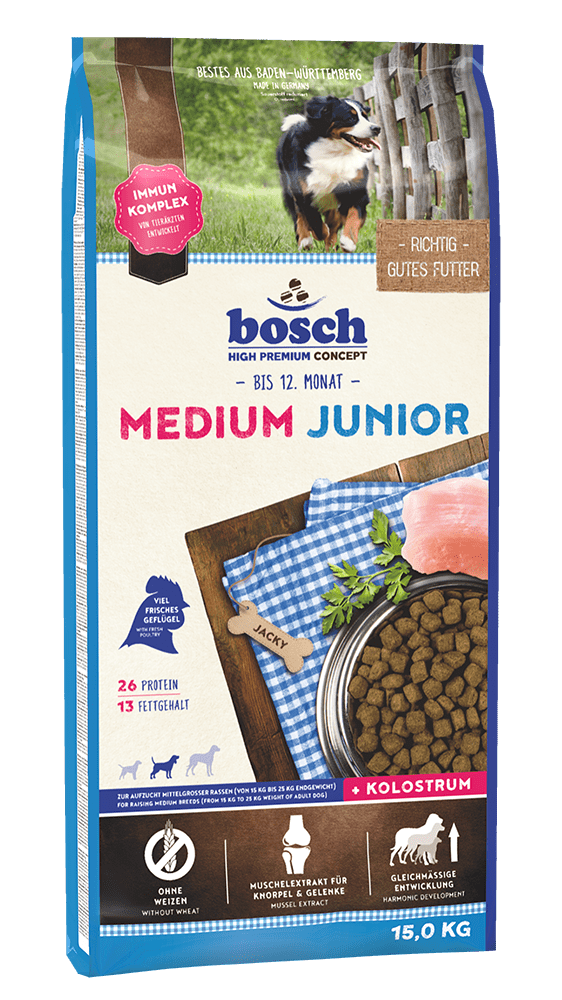 BESTES AUS BADEN-WÜRTTEMBERG
MADE IN GERMANY
IMMUN
KOMPLEX
VON TIERÄRZTEN
ENTWICKELT
- RICHTIG -
GUTES FUTTER
bosch
HIGH PREMIUM CONCEPT
- BIS 12. MONAT -
MEDIUM JUNIOR
VIEL
FRISCHES
GEFLÜGEL
WITH FRESH
POULTRY
JACKY
26 PROTEIN
13 FETTGEHALT
ZUR AUFZUCHT MITTELGROSSER RASSEN (VON 15 KG BIS 25 KG ENDGEWICHT)
FOR RAISING MEDIUM BREEDS (FROM 15 KG TO 25 KG WEIGHT OF ADULT DOG)
+ KOLOSTRUM
OHNE
WEIZEN
WITHOUT WHEAT
MUSCHELEXTRAKT FÜR
KNORPEL & GELENKE
MUSSEL EXTRACT
GLEICHMÄSSIGE
ENTWICKLUNG
HARMONIC DEVELOPMENT
15,0 KG